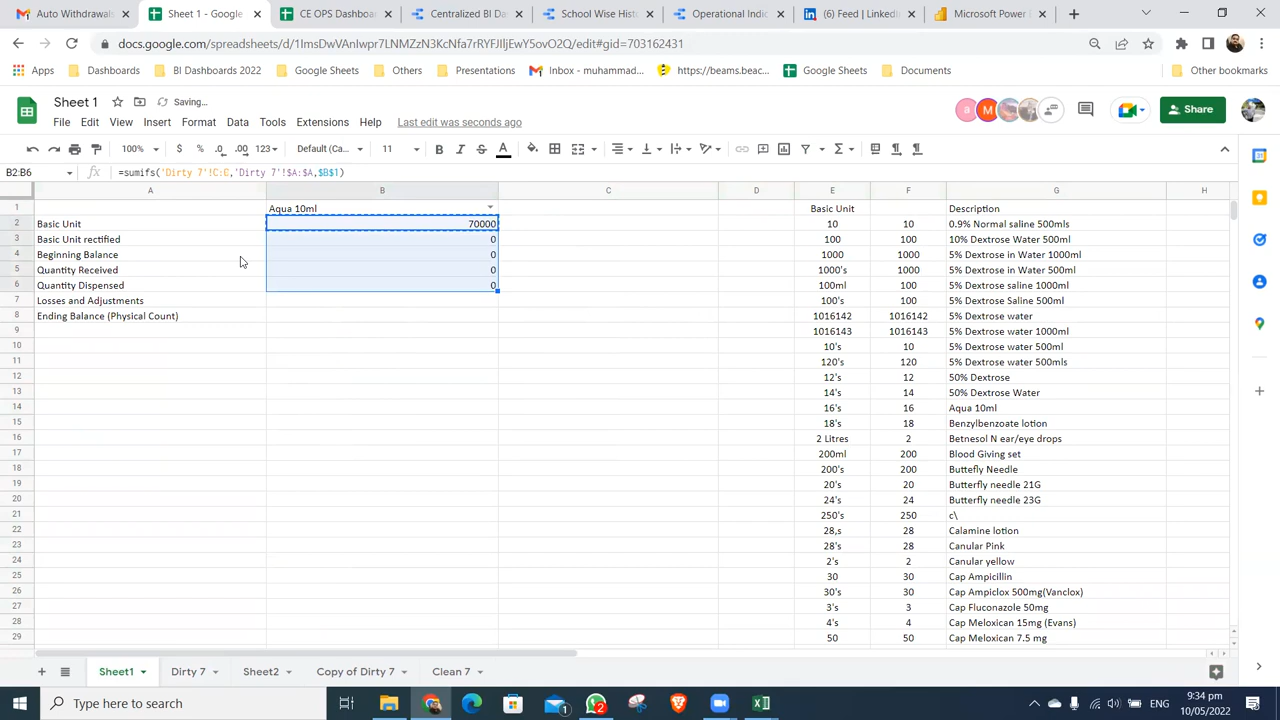 Auto Withdrawals
Sheet 1 - Google
CE OPS Dashboa
Centralized BI Da
School Wise Hist
Operational Indic
(6) Feed | LinkedI
Microsoft Power
docs.google.com/spreadsheets/d/1ImsDwVAnIwpr7LNMZzN3KcNfa7rRYFJIljEwYSvO2Q/edit#gid=703162431
Apps
Dashboards
BI Dashboards 2022
Google Sheets
Others
Presentations
Inbox - muhammad...
https://beams.beac...
Google Sheets
Documents
Other bookmarks
Sheet 1
Saving...
File Edit View Insert Format Data Tools Extensions Help Last edit was seconds ago
a M
Share
100% $ % .0 .00 123 Default (Ca... 11 B I S A
B2:B6 fx =sumifs('Dirty 7'!C:C,'Dirty 7'!$A:$A,$B$1)
A B C D E F G H
1 Aqua 10ml Basic Unit Description
2 Basic Unit 70000 10 10 0.9% Normal saline 500mls
3 Basic Unit rectified 0 100 100 10% Dextrose Water 500ml
4 Beginning Balance 0 1000 1000 5% Dextrose in Water 1000ml
5 Quantity Received 0 1000's 1000 5% Dextrose in Water 500ml
6 Quantity Dispensed 0 100ml 100 5% Dextrose saline 1000ml
7 Losses and Adjustments 100's 100 5% Dextrose Saline 500ml
8 Ending Balance (Physical Count) 1016142 1016142 5% Dextrose water
9 1016143 1016143 5% Dextrose water 1000ml
10 10's 10 5% Dextrose water 500ml
11 120's 120 5% Dextrose water 500mls
12 12's 12 50% Dextrose
13 14's 14 50% Dextrose Water
14 16's 16 Aqua 10ml
15 18's 18 Benzylbenzoate lotion
16 2 Litres 2 Betnesol N ear/eye drops
17 200ml 200 Blood Giving set
18 200's 200 Buttefly Needle
19 20's 20 Butterfly needle 21G
20 24's 24 Butterfly needle 23G
21 250's 250 c\
22 28,s 28 Calamine lotion
23 28's 28 Canular Pink
24 2's 2 Canular yellow
25 30 30 Cap Ampicillin
26 30's 30 Cap Ampiclox 500mg(Vanclox)
27 3's 3 Cap Fluconazole 50mg
28 4's 4 Cap Meloxican 15mg (Evans)
29 50 50 Cap Meloxican 7.5 mg
Sheet1
Dirty 7
Sheet2
Copy of Dirty 7
Clean 7
Type here to search
1
2
ENG
9:34 pm
10/05/2022